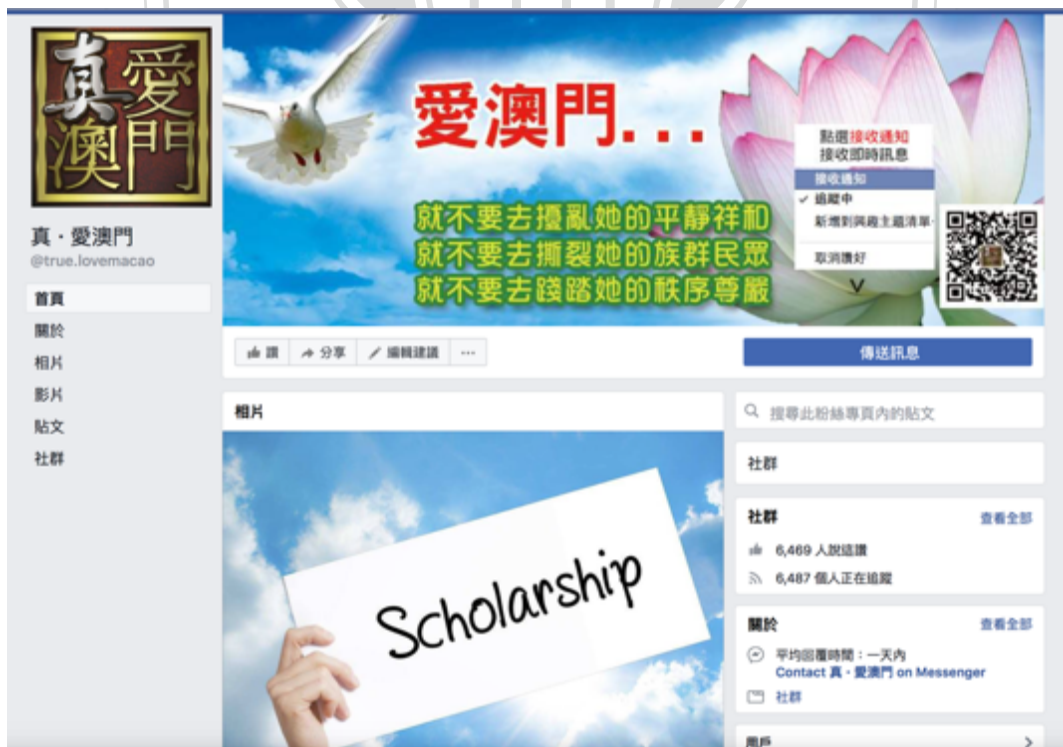 真愛
澳門
真・愛澳門
@true.lovemacao
首頁
關於
相片
影片
貼文
社群
愛澳門...
就不要去擾亂她的平靜祥和
就不要去撕裂她的族群民眾
就不要去踐踏她的秩序尊嚴
點選接收通知
接收即時訊息
接收通知
✓ 追蹤中
新增到興趣主題清單
取消讚好
讚
分享
編輯建議
...
傳送訊息
相片
Scholarship
搜尋此粉絲專頁內的貼文
社群
社群
查看全部
6,469 人說這讚
6,487 個人正在追蹤
關於
查看全部
平均回覆時間：一天內
Contact 真・愛澳門 on Messenger
社群
用戶